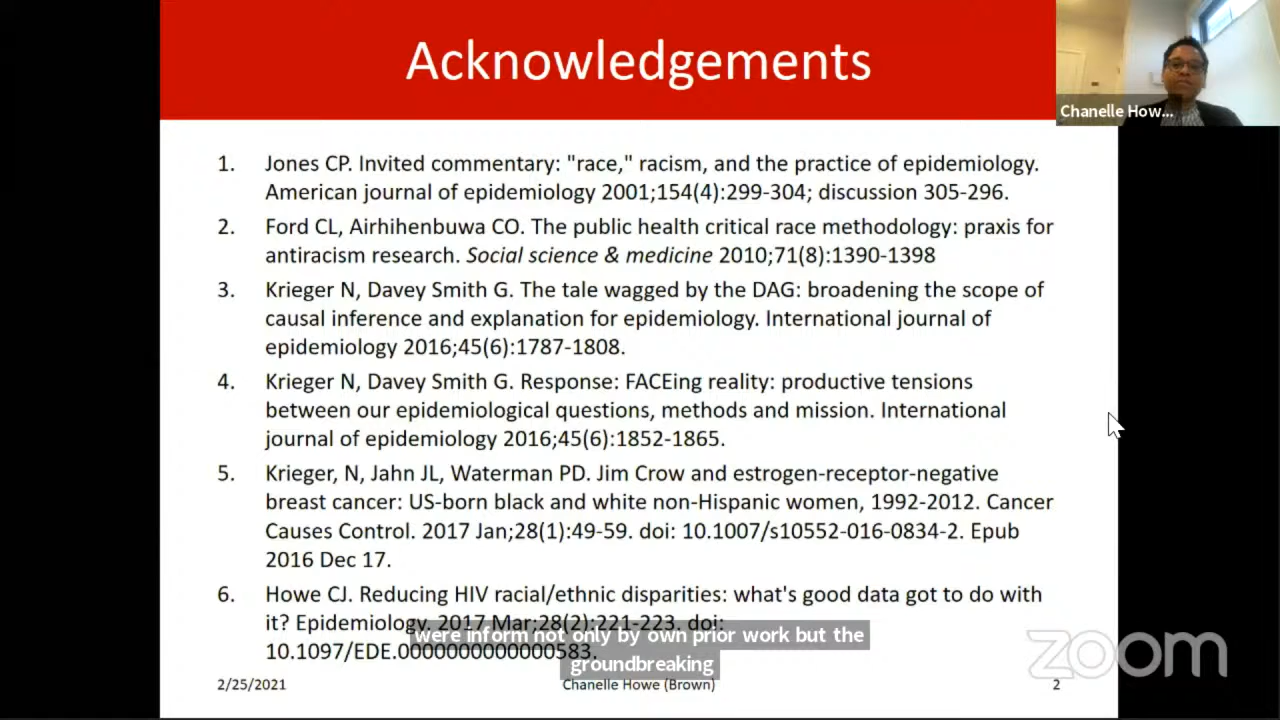 Acknowledgements
Chanelle How...
1. Jones CP. Invited commentary: "race," racism, and the practice of epidemiology.
American journal of epidemiology 2001;154(4):299-304; discussion 305-296.
2. Ford CL, Airhihenbuwa CO. The public health critical race methodology: praxis for
antiracism research. Social science & medicine 2010;71(8):1390-1398
3. Krieger N, Davey Smith G. The tale wagged by the DAG: broadening the scope of
causal inference and explanation for epidemiology. International journal of
epidemiology 2016;45(6):1787-1808.
4. Krieger N, Davey Smith G. Response: FACEing reality: productive tensions
between our epidemiological questions, methods and mission. International
journal of epidemiology 2016;45(6):1852-1865.
5. Krieger, N, Jahn JL, Waterman PD. Jim Crow and estrogen-receptor-negative
breast cancer: US-born black and white non-Hispanic women, 1992-2012. Cancer
Causes Control. 2017 Jan;28(1):49-59. doi: 10.1007/s10552-016-0834-2. Epub
2016 Dec 17.
6. Howe CJ. Reducing HIV racial/ethnic disparities: what's good data got to do with
it? Epidemiology. 2017 Mar;28(2):221-223. doi:
were inform not only by own prior work but the
10.1097/EDE.0000000000000583.
groundbreaking
2/25/2021
Chanelle Howe (Brown)
2
zoom